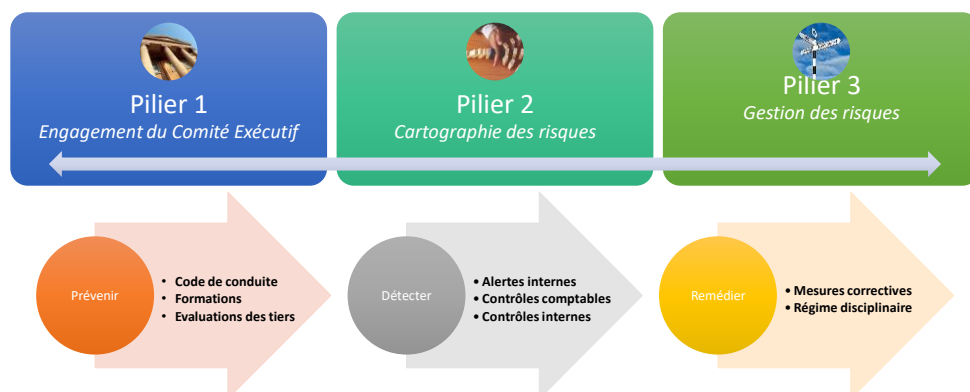 Pilier 1
Engagement du Comité Exécutif
Pilier 2
Cartographie des risques
Pilier 3
Gestion des risques
Prévenir
• Code de conduite
• Formations
• Evaluations des tiers
Détecter
• Alertes internes
• Contrôles comptables
• Contrôles internes
Remédier
• Mesures correctives
• Régime disciplinaire